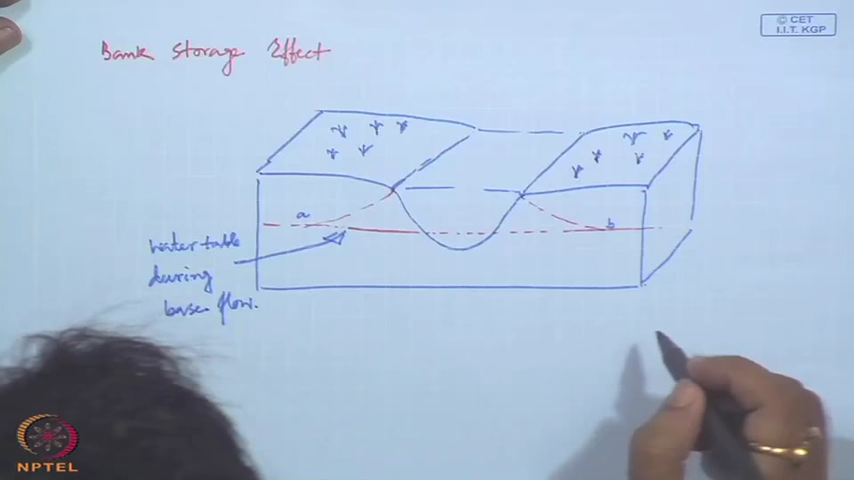 © CET
I.I.T. KGP
Bank Storage Effect
a
b
water table
during
base flow.
NPTEL